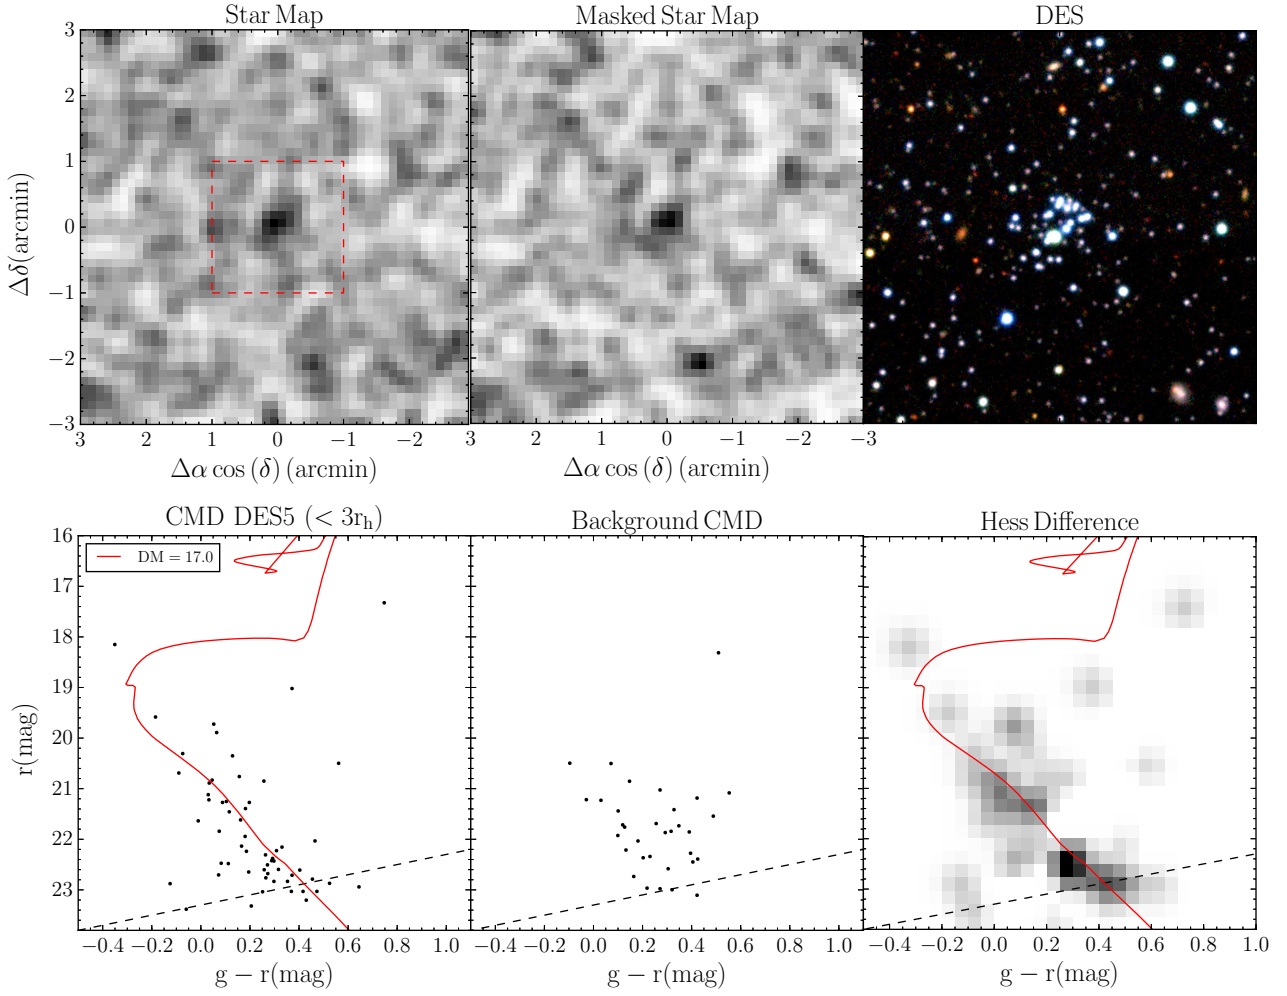 Star Map
Masked Star Map
DES
3
2
1
0
−1
−2
−3
Δδ(arcmin)
3 2 1 0 −1 −2
3 2 1 0 −1 −2 −3
Δα cos (δ) (arcmin)
Δα cos (δ) (arcmin)
CMD DES5 (< 3r_h)
Background CMD
Hess Difference
DM = 17.0
16
17
18
19
20
21
22
23
r(mag)
−0.4 −0.2 0.0 0.2 0.4 0.6 0.8 1.0
−0.4 −0.2 0.0 0.2 0.4 0.6 0.8 1.0
−0.4 −0.2 0.0 0.2 0.4 0.6 0.8 1.0
g − r(mag)
g − r(mag)
g − r(mag)